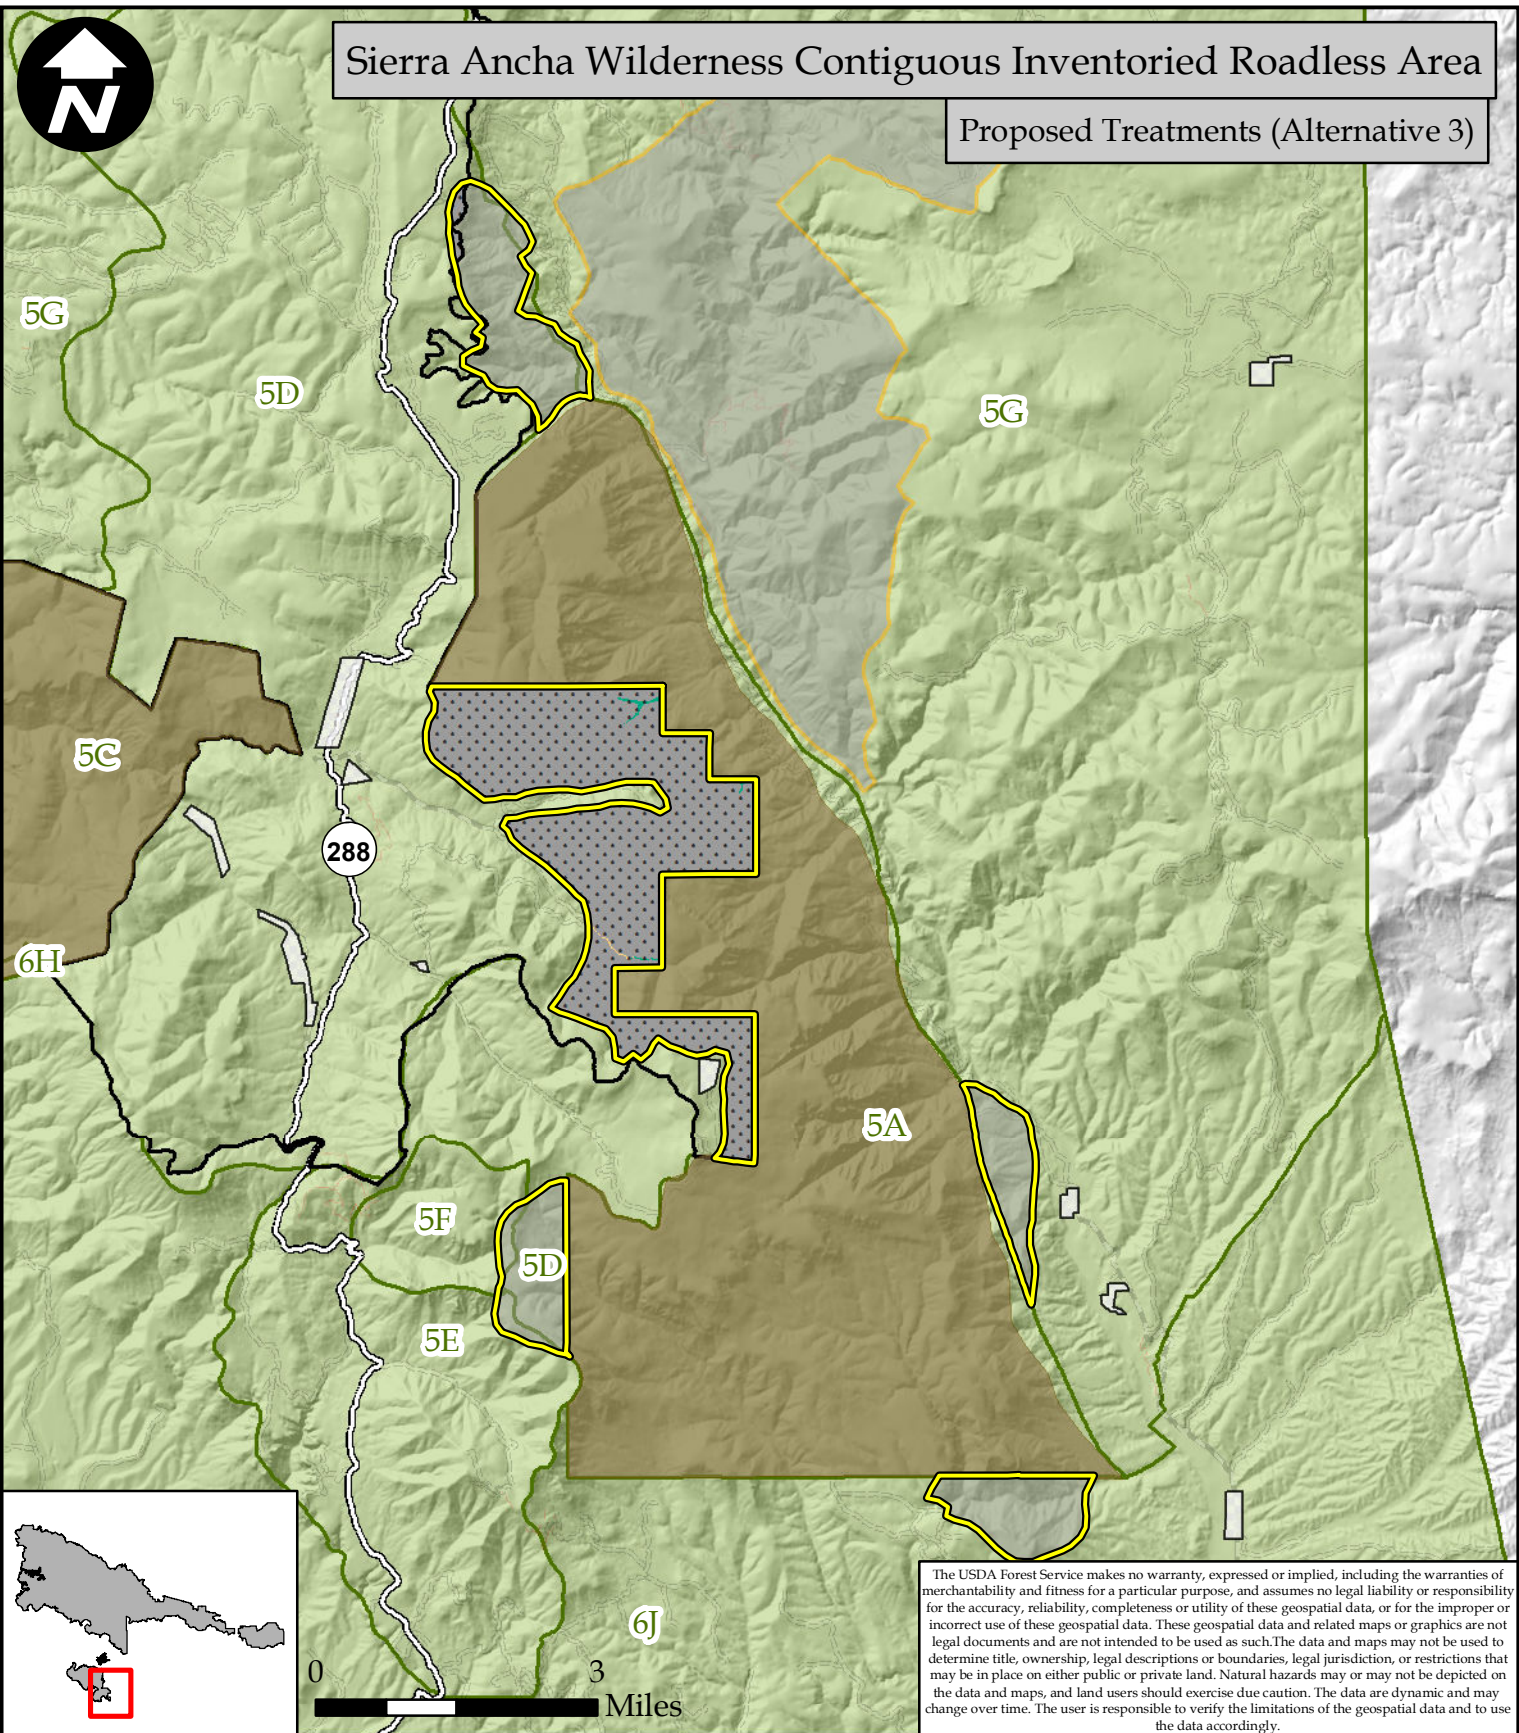 Sierra Ancha Wilderness Contiguous Inventoried Roadless Area
Proposed Treatments (Alternative 3)
N
5G
5D
5G
5C
288
6H
5A
5F
5D
5E
6J
0 3
Miles
The USDA Forest Service makes no warranty, expressed or implied, including the warranties of
merchantability and fitness for a particular purpose, and assumes no legal liability or responsibility
for the accuracy, reliability, completeness or utility of these geospatial data, or for the improper or
incorrect use of these geospatial data. These geospatial data and related maps or graphics are not
legal documents and are not intended to be used as such.The data and maps may not be used to
determine title, ownership, legal descriptions or boundaries, legal jurisdiction, or restrictions that
may be in place on either public or private land. Natural hazards may or may not be depicted on
the data and maps, and land users should exercise due caution. The data are dynamic and may
change over time. The user is responsible to verify the limitations of the geospatial data and to use
the data accordingly.